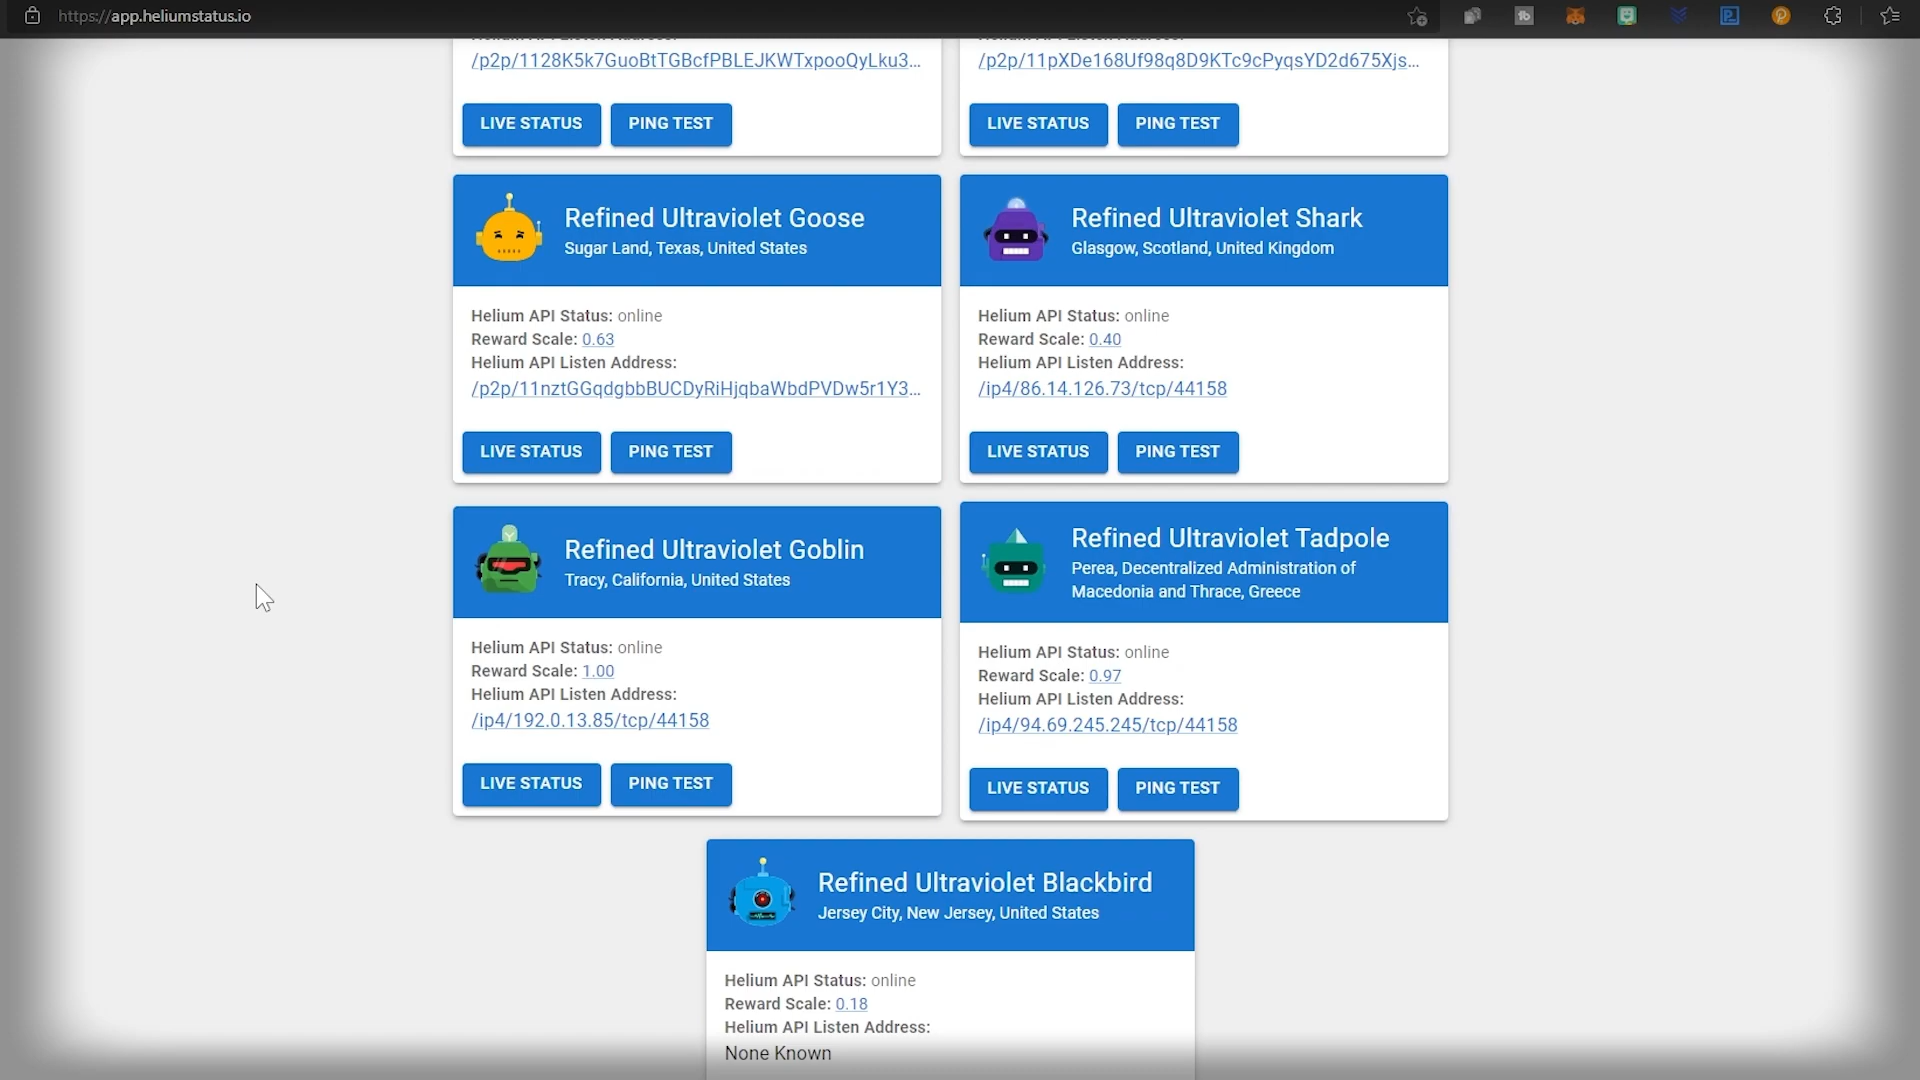 https://app.heliumstatus.io
/p2p/1128K5k7GuoBtTGBcfPBLEJKWTxpooQyLku3...
LIVE STATUS
PING TEST
/p2p/11pXDe168Uf98q8D9KTc9cPyqsYD2d675Xjs...
LIVE STATUS
PING TEST
Refined Ultraviolet Goose
Sugar Land, Texas, United States
Helium API Status: online
Reward Scale: 0.63
Helium API Listen Address:
/p2p/11nztGGqdgbbBUCDyRiHjqbaWbdPVDw5r1Y3...
LIVE STATUS
PING TEST
Refined Ultraviolet Shark
Glasgow, Scotland, United Kingdom
Helium API Status: online
Reward Scale: 0.40
Helium API Listen Address:
/ip4/86.14.126.73/tcp/44158
LIVE STATUS
PING TEST
Refined Ultraviolet Goblin
Tracy, California, United States
Helium API Status: online
Reward Scale: 1.00
Helium API Listen Address:
/ip4/192.0.13.85/tcp/44158
LIVE STATUS
PING TEST
Refined Ultraviolet Tadpole
Perea, Decentralized Administration of
Macedonia and Thrace, Greece
Helium API Status: online
Reward Scale: 0.97
Helium API Listen Address:
/ip4/94.69.245.245/tcp/44158
LIVE STATUS
PING TEST
Refined Ultraviolet Blackbird
Jersey City, New Jersey, United States
Helium API Status: online
Reward Scale: 0.18
Helium API Listen Address:
None Known